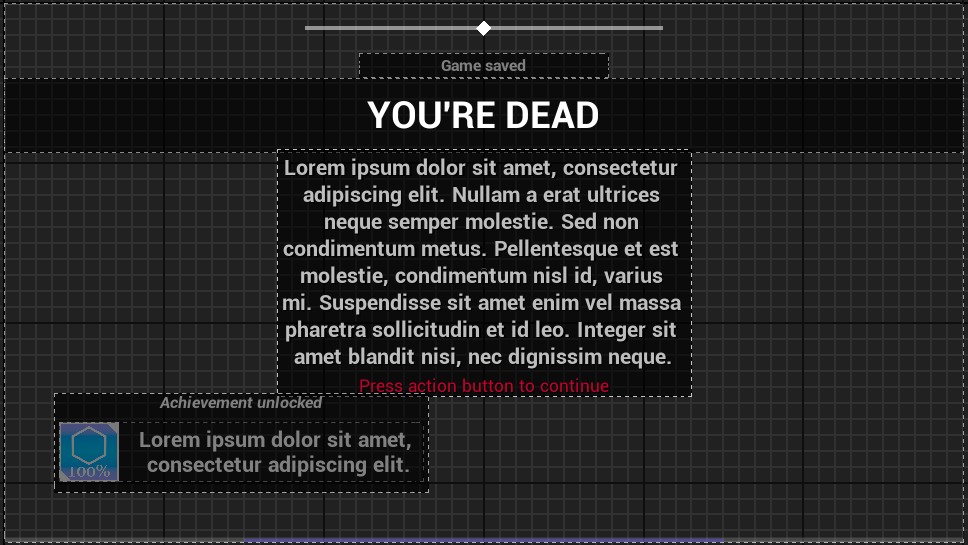 Game saved
YOU'RE DEAD
Lorem ipsum dolor sit amet, consectetur
adipiscing elit. Nullam a erat ultrices
neque semper molestie. Sed non
condimentum metus. Pellentesque et est
molestie, condimentum nisl id, varius
mi. Suspendisse sit amet enim vel massa
pharetra sollicitudin et id leo. Integer sit
amet blandit nisi, nec dignissim neque.
Press action button to continue
Achievement unlocked
Lorem ipsum dolor sit amet,
consectetur adipiscing elit.
100%